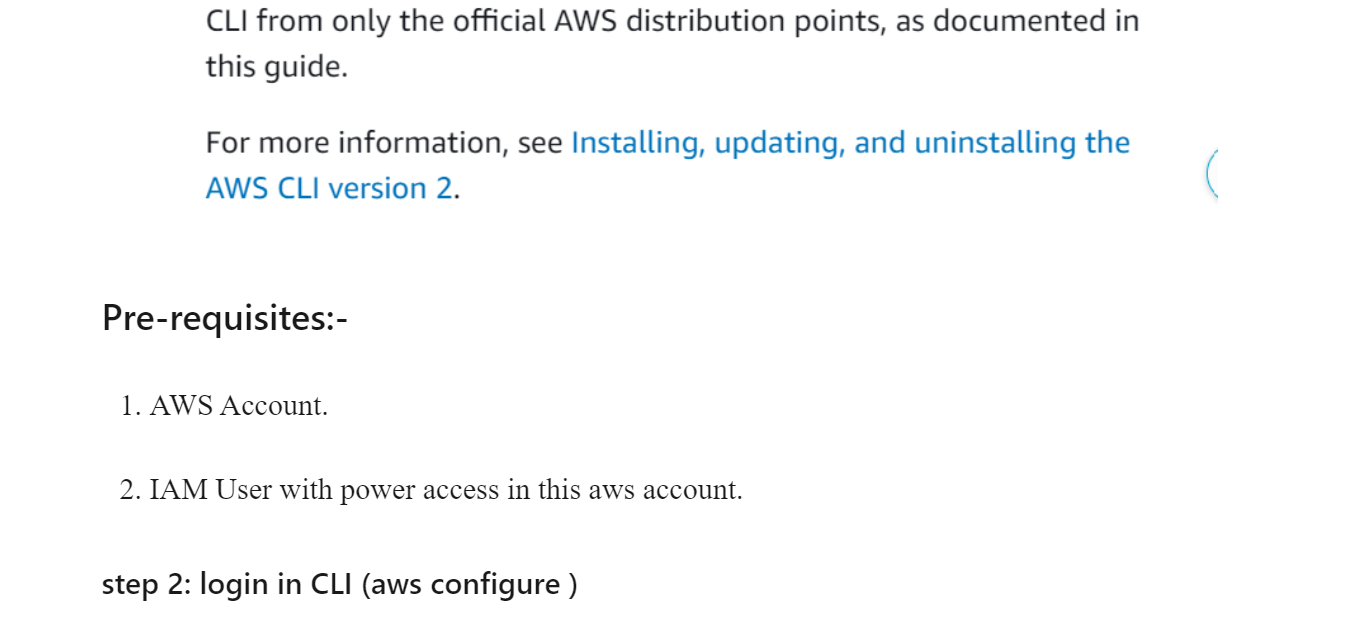 CLI from only the official AWS distribution points, as documented in
this guide.
For more information, see Installing, updating, and uninstalling the
AWS CLI version 2.
Pre-requisites:-
1. AWS Account.
2. IAM User with power access in this aws account.
step 2: login in CLI (aws configure )